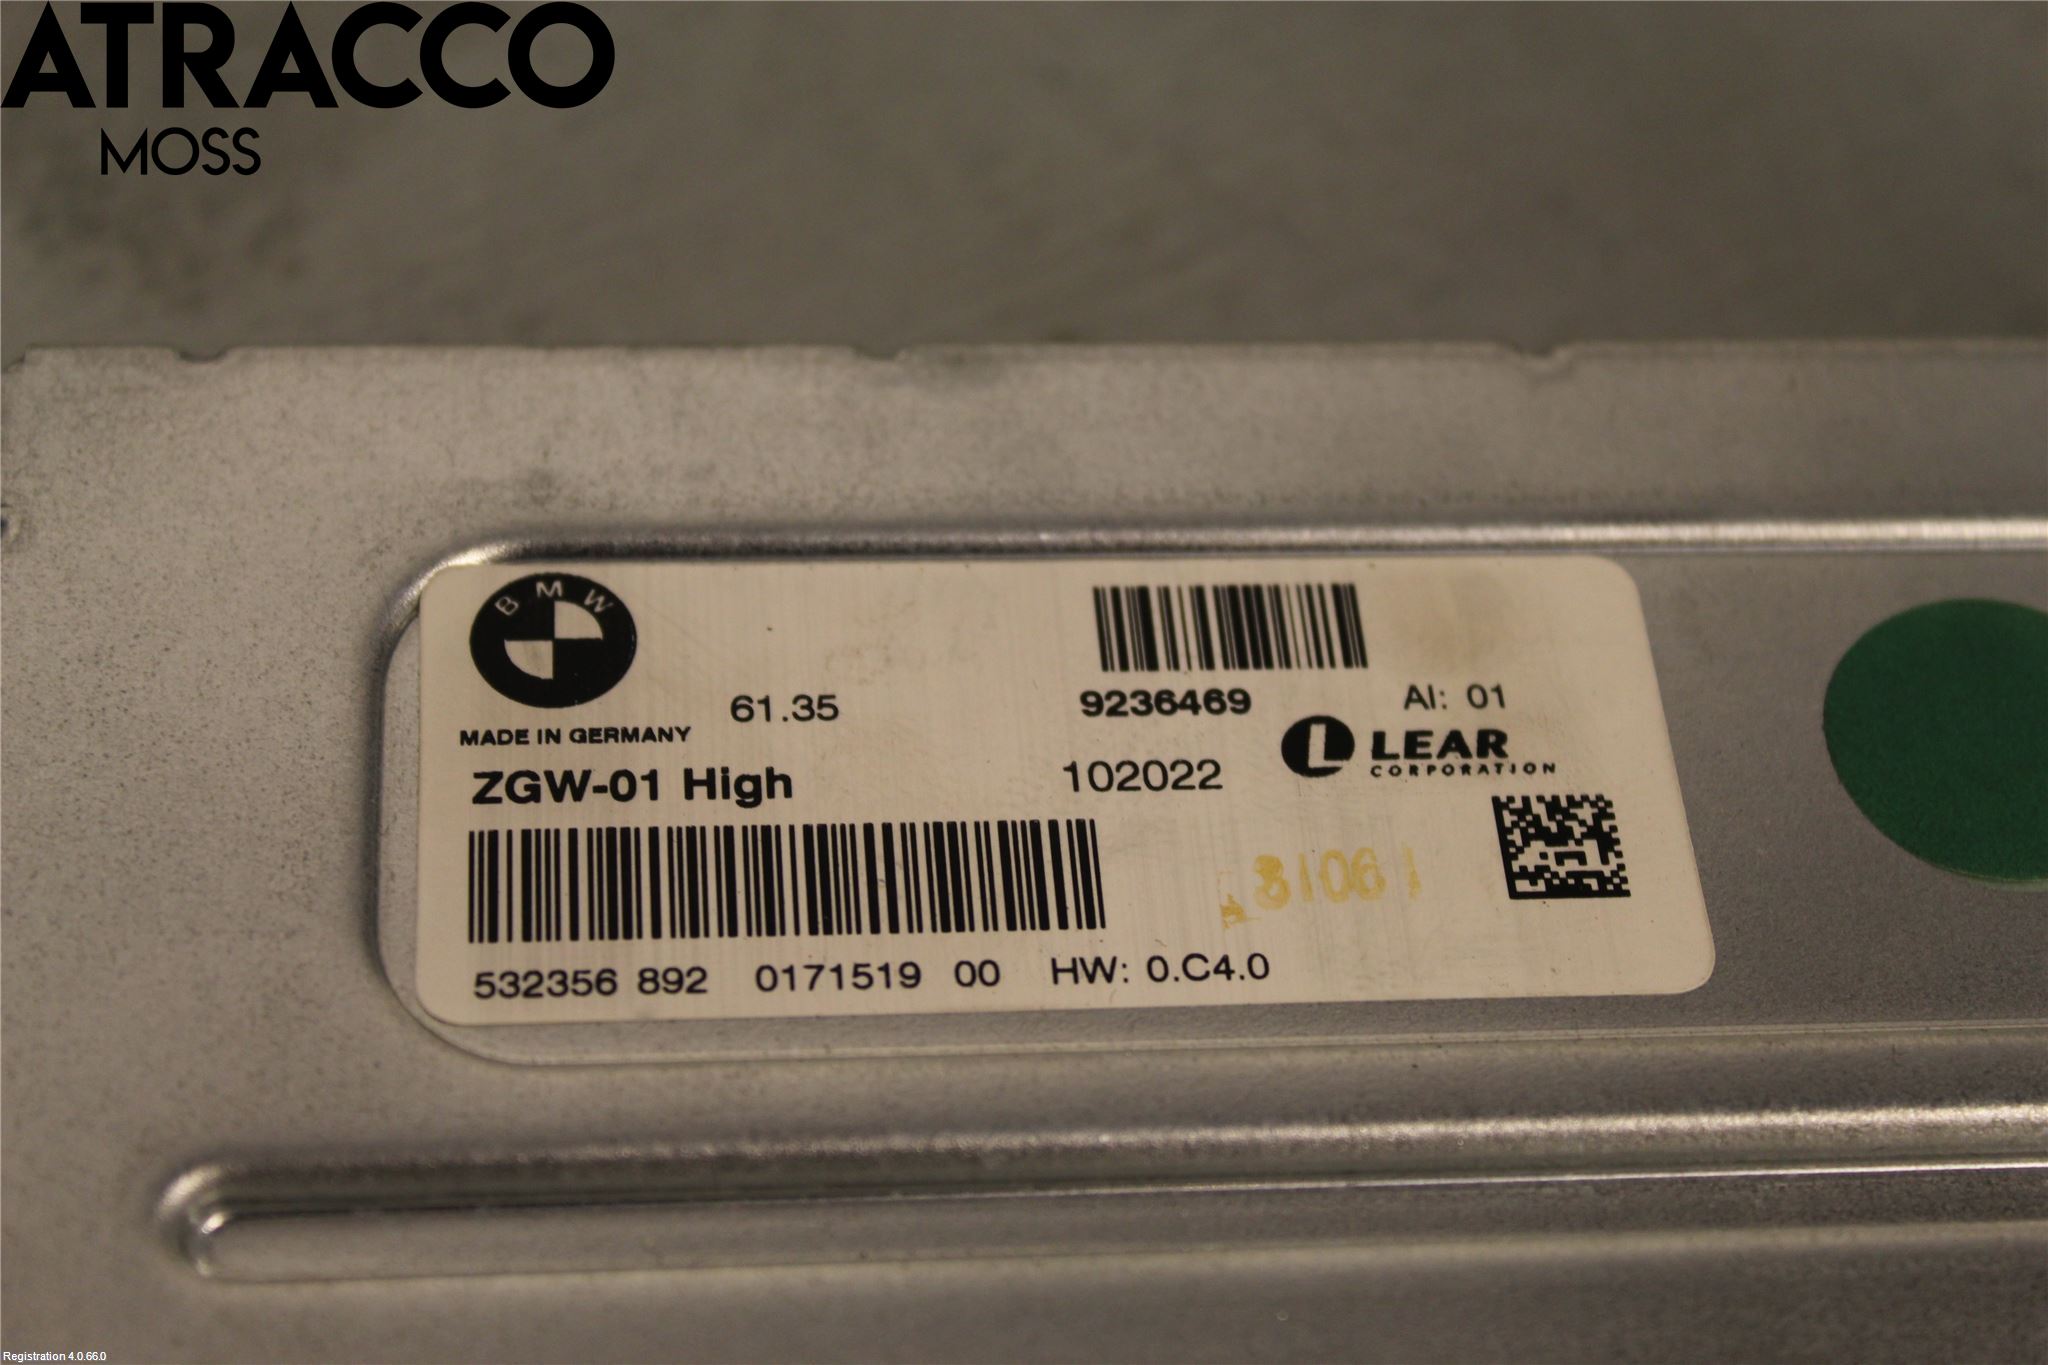 ATRACCO
MOSS
BMW
61.35
9236469
AI: 01
MADE IN GERMANY
LEAR
CORPORATION
ZGW-01 High
102022
532356 892 0171519 00 HW: 0.C4.0
Registration 4.0.66.0